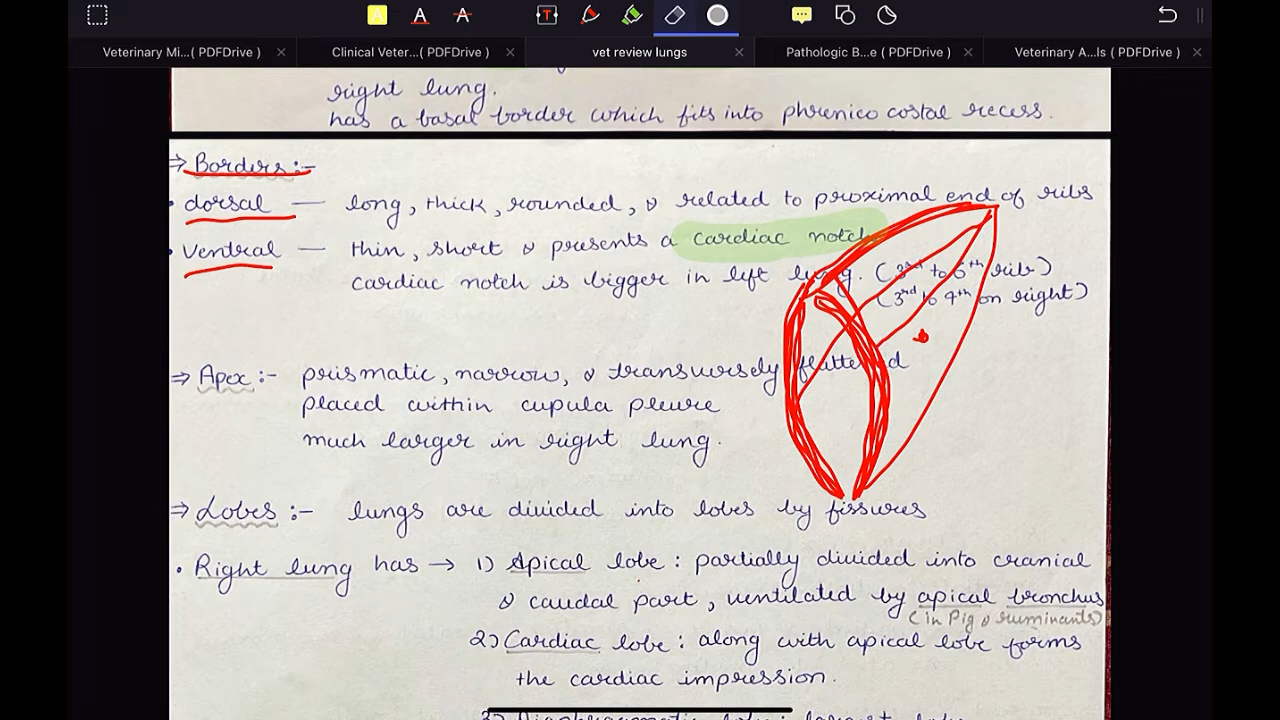 A A A T
Veterinary Mi...( PDFDrive ) × Clinical Veter...( PDFDrive ) × vet review lungs × Pathologic B...e ( PDFDrive ) × Veterinary A...ls ( PDFDrive ) ×
right lung.
has a basal border which fits into phrenico costal recess.
⇒ Borders:-
• dorsal — long, thick, rounded, & related to proximal end of ribs
• Ventral — thin, short & presents a cardiac notch
cardiac notch is bigger in left lung. (3rd to 6th rib)
(3rd to 4th on right)
⇒ Apex:- prismatic, narrow, & transversely flattened
placed within cupula pleure
much larger in right lung.
⇒ Lobes:- lungs are divided into lobes by fissures
• Right lung has → 1) Apical lobe: partially divided into cranial
& caudal part, ventilated by apical bronchus
(in Pig & ruminants)
2) Cardiac lobe: along with apical lobe forms
the cardiac impression.